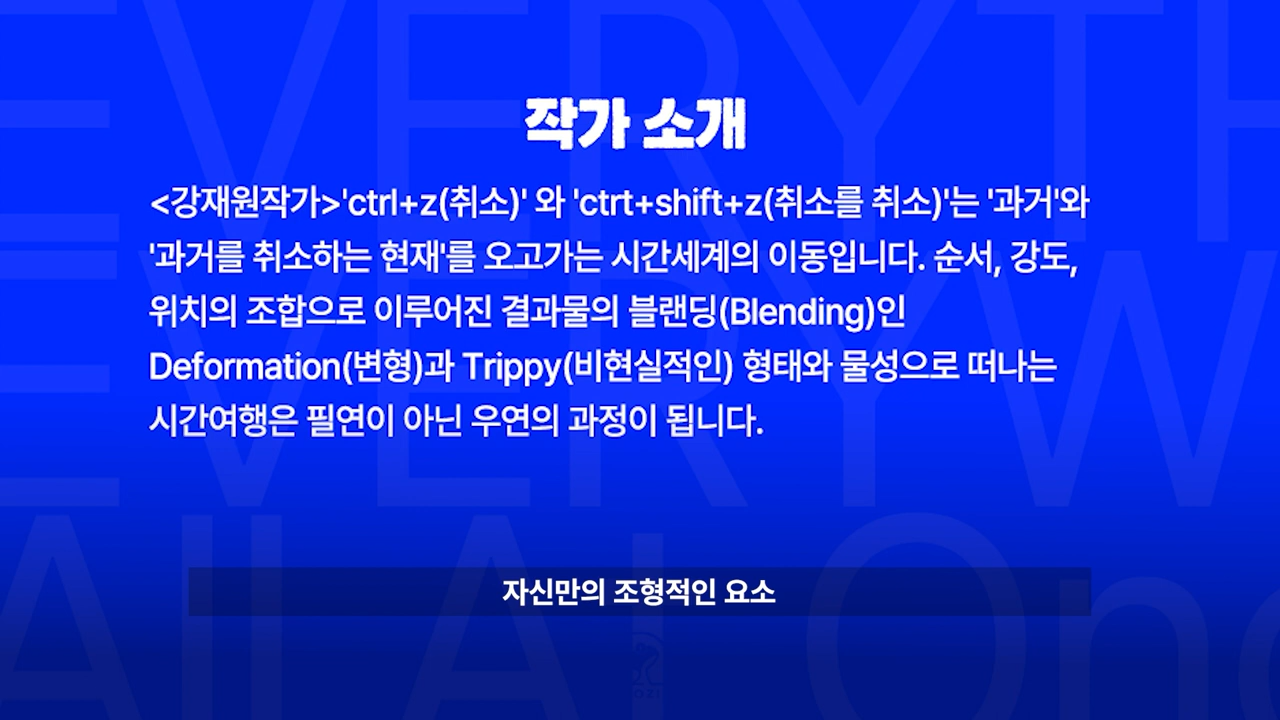 EVERYTH
EVERYW
All At Once
작가 소개
<강재원작가>'ctrl+z(취소)' 와 'ctrt+shift+z(취소를 취소)'는 '과거'와
'과거를 취소하는 현재'를 오고가는 시간세계의 이동입니다. 순서, 강도,
위치의 조합으로 이루어진 결과물의 블랜딩(Blending)인
Deformation(변형)과 Trippy(비현실적인) 형태와 물성으로 떠나는
시간여행은 필연이 아닌 우연의 과정이 됩니다.
자신만의 조형적인 요소